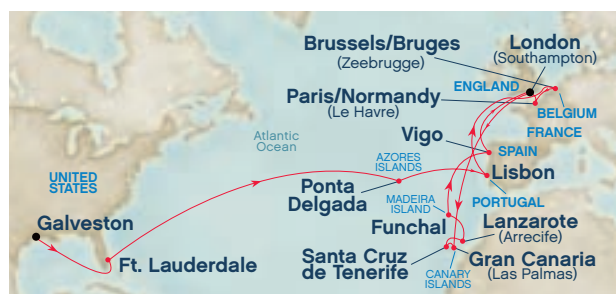 Brussels/Bruges
(Zeebrugge)
London
(Southampton)
ENGLAND
Paris/Normandy
(Le Havre)
BELGIUM
FRANCE
Atlantic
Ocean
Vigo
SPAIN
AZORES
ISLANDS
UNITED
STATES
Ponta
Delgada
Lisbon
PORTUGAL
MADEIRA
ISLAND
Galveston
Funchal
Lanzarote
(Arrecife)
Ft. Lauderdale
Santa Cruz
de Tenerife
Gran Canaria
(Las Palmas)
CANARY
ISLANDS